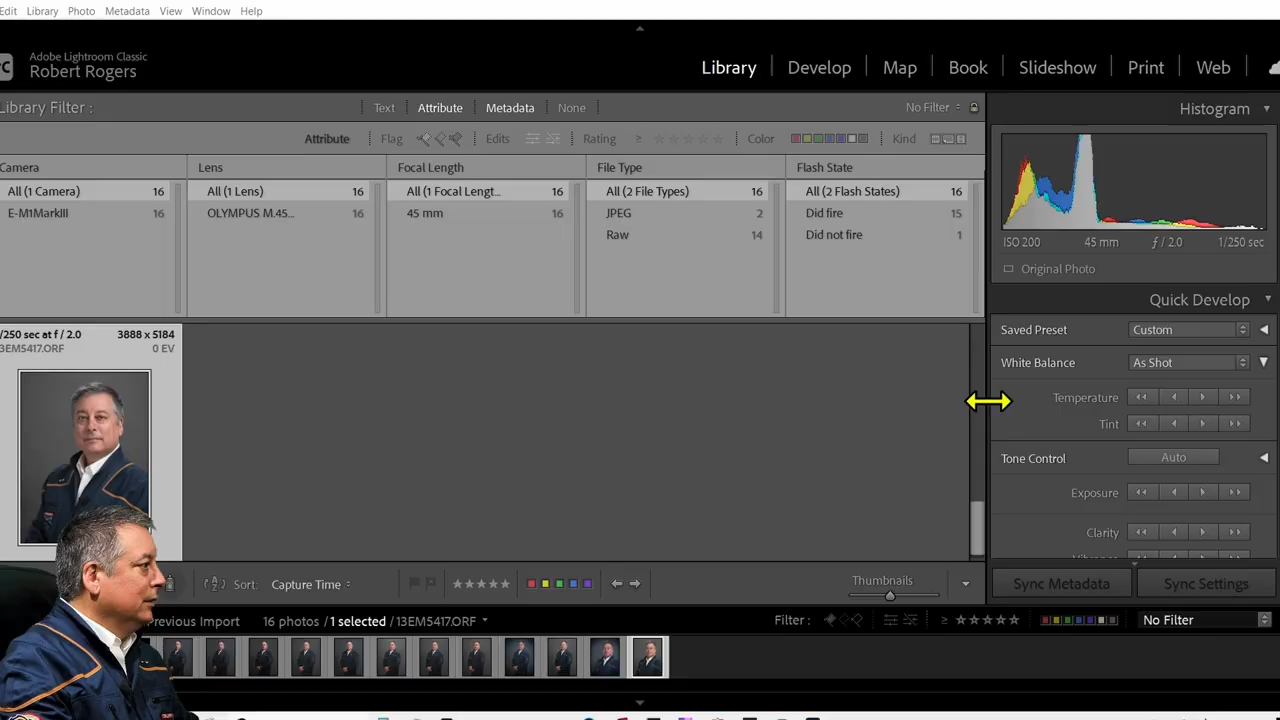 Edit Library Photo Metadata View Window Help
Adobe Lightroom Classic
Robert Rogers
Library Develop Map Book Slideshow Print Web
Library Filter : Text Attribute Metadata None No Filter
Histogram
Attribute Flag Edits Rating ≥ Color Kind
Camera Lens Focal Length File Type Flash State
All (1 Camera) 16 All (1 Lens) 16 All (1 Focal Lengt... 16 All (2 File Types) 16 All (2 Flash States) 16
E-M1MarkIII 16 OLYMPUS M.45... 16 45 mm 16 JPEG 2 Did fire 15
Raw 14 Did not fire 1
ISO 200 45 mm ƒ / 2.0 1/250 sec
Original Photo
Quick Develop
Saved Preset Custom
White Balance As Shot
Temperature
Tint
Tone Control Auto
Exposure
Clarity
Vibrance
/250 sec at f / 2.0 3888 x 5184
3EM5417.ORF 0 EV
Sort: Capture Time Thumbnails
Sync Metadata Sync Settings
Previous Import 16 photos / 1 selected / 13EM5417.ORF Filter : ≥ No Filter